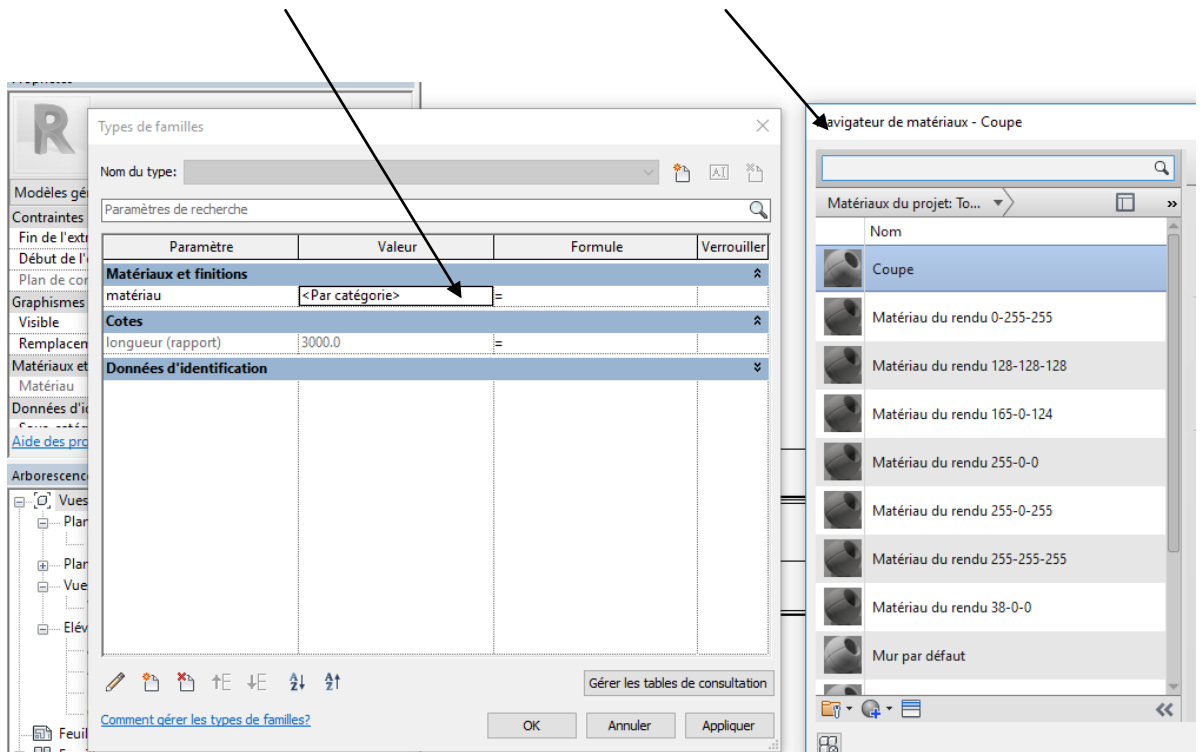 Types de familles
Nom du type:
Paramètres de recherche
Paramètre Valeur Formule Verrouiller
Matériaux et finitions
matériau <Par catégorie> =
Cotes
longueur (rapport) 3000.0 =
Données d'identification
Gérer les tables de consultation
Comment gérer les types de familles?
OK Annuler Appliquer
Modèles gé
Contraintes
Fin de l'extr
Début de l'
Plan de con
Graphismes
Visible
Remplacen
Matériaux et
Matériau
Données d'i
Aide des pro
Arborescenc
Vues
Plan
Plan
Vue
Elév
Feuil
avigateur de matériaux - Coupe
Matériaux du projet: To...
Nom
Coupe
Matériau du rendu 0-255-255
Matériau du rendu 128-128-128
Matériau du rendu 165-0-124
Matériau du rendu 255-0-0
Matériau du rendu 255-0-255
Matériau du rendu 255-255-255
Matériau du rendu 38-0-0
Mur par défaut